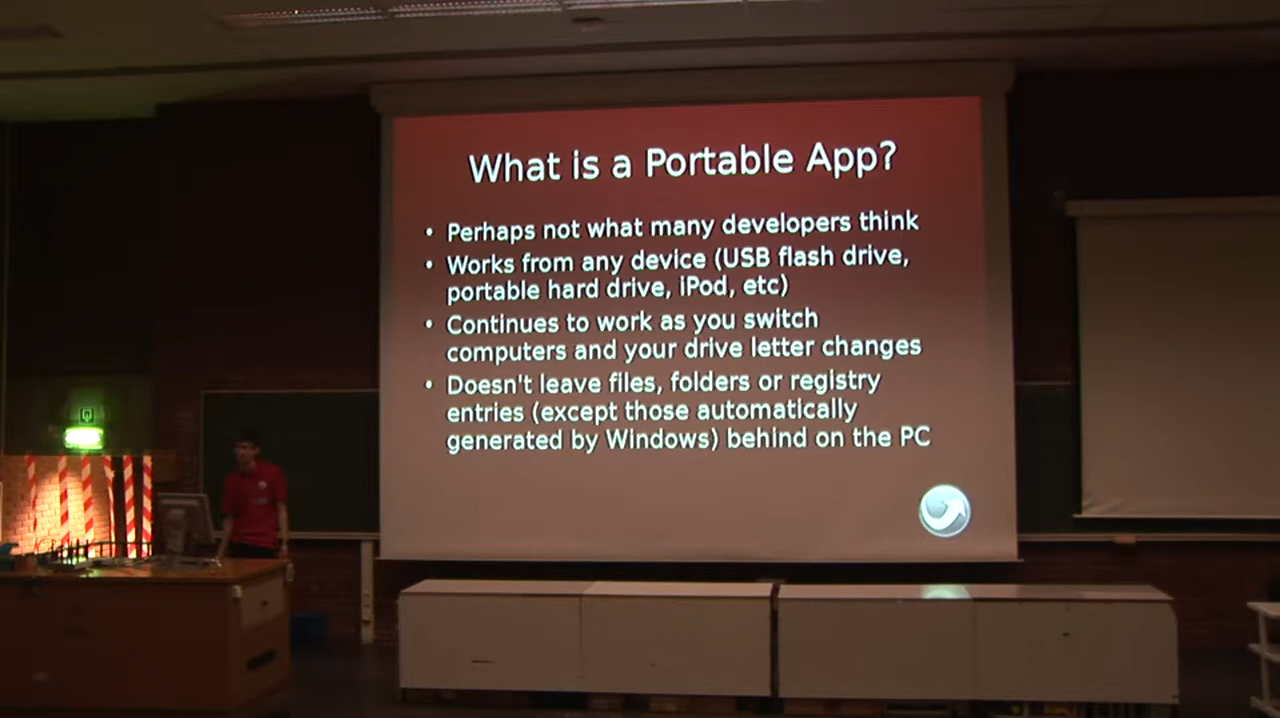 What is a Portable App?
• Perhaps not what many developers think
• Works from any device (USB flash drive,
portable hard drive, iPod, etc)
• Continues to work as you switch
computers and your drive letter changes
• Doesn't leave files, folders or registry
entries (except those automatically
generated by Windows) behind on the PC